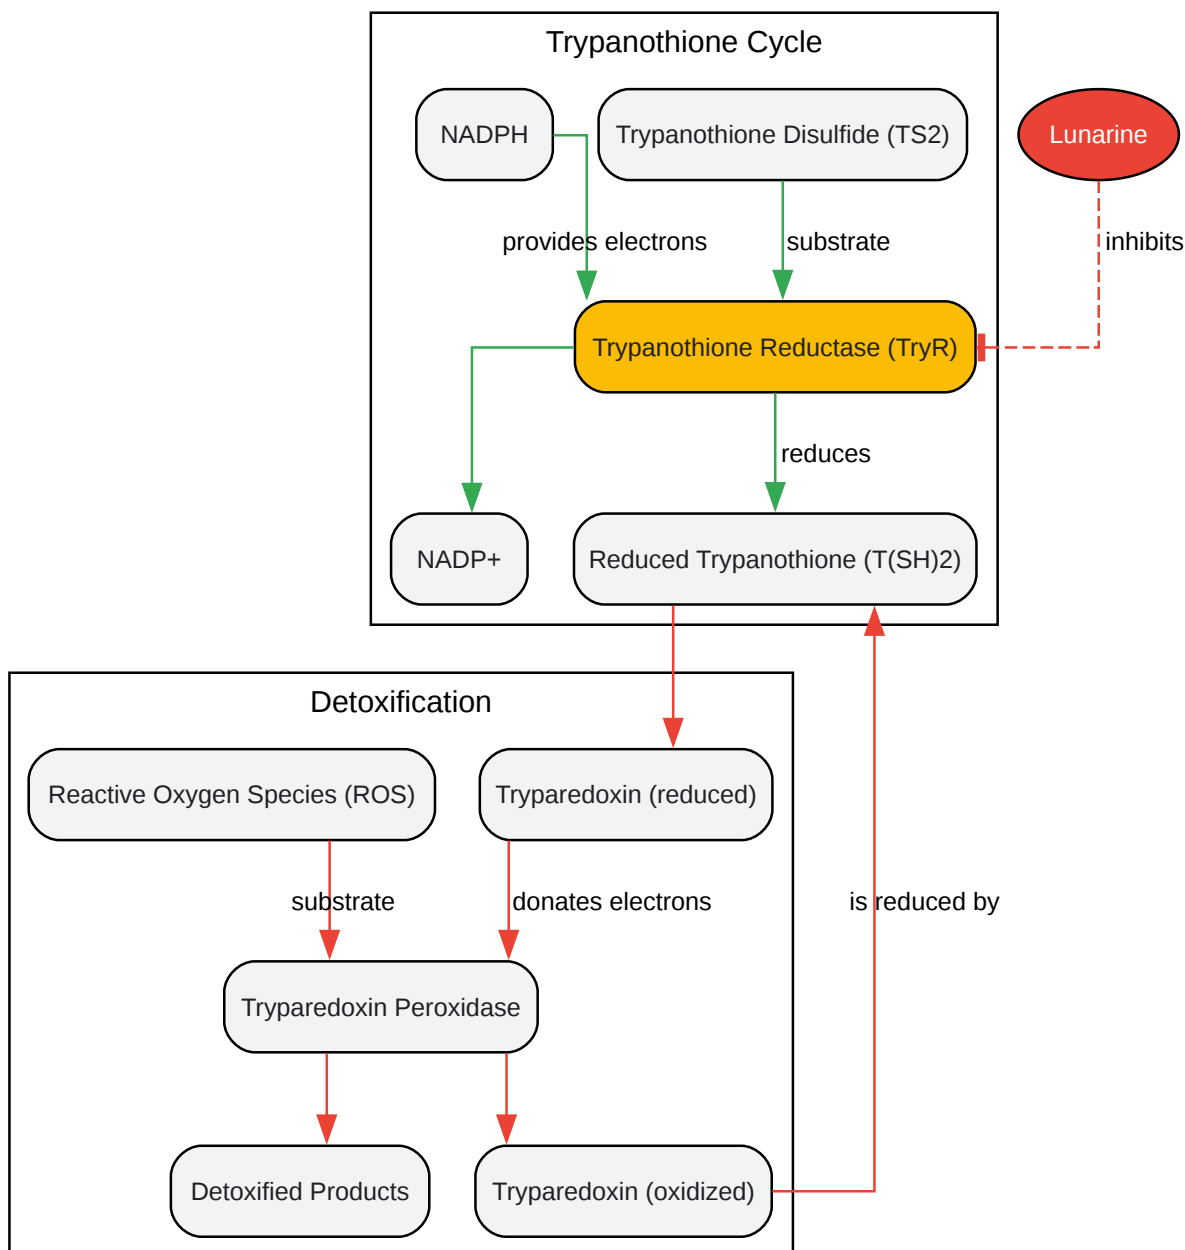 Trypanothione Cycle
NADPH
Trypanothione Disulfide (TS2)
Lunarine
provides electrons
substrate
inhibits
Trypanothione Reductase (TryR)
reduces
NADP+
Reduced Trypanothione (T(SH)2)
Detoxification
Reactive Oxygen Species (ROS)
Tryparedoxin (reduced)
substrate
donates electrons
is reduced by
Tryparedoxin Peroxidase
Detoxified Products
Tryparedoxin (oxidized)